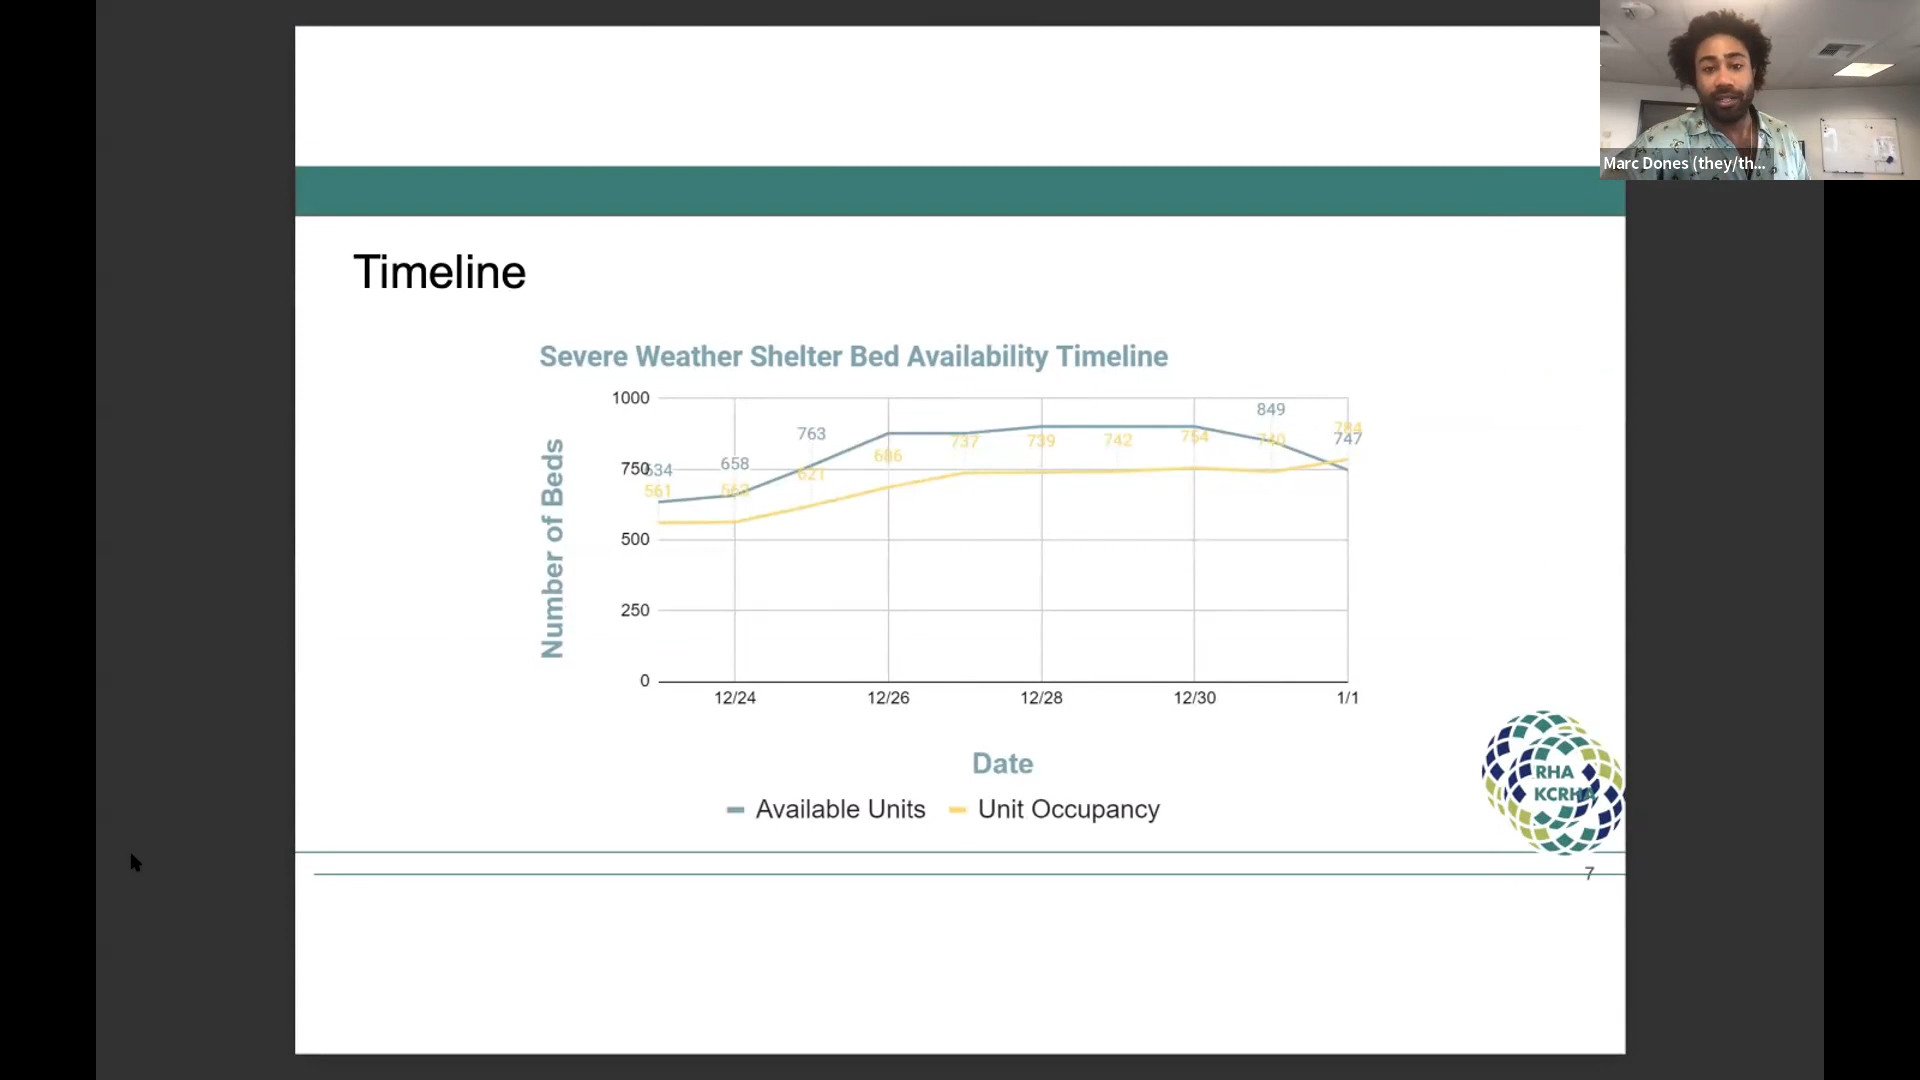 Marc Dones (they/th...
Timeline
Severe Weather Shelter Bed Availability Timeline
Number of Beds
1000
750
500
250
0
634
658
763
849
747
561
562
621
686
737
739
742
754
740
784
12/24
12/26
12/28
12/30
1/1
Date
Available Units
Unit Occupancy
RHA
KCRHA
7